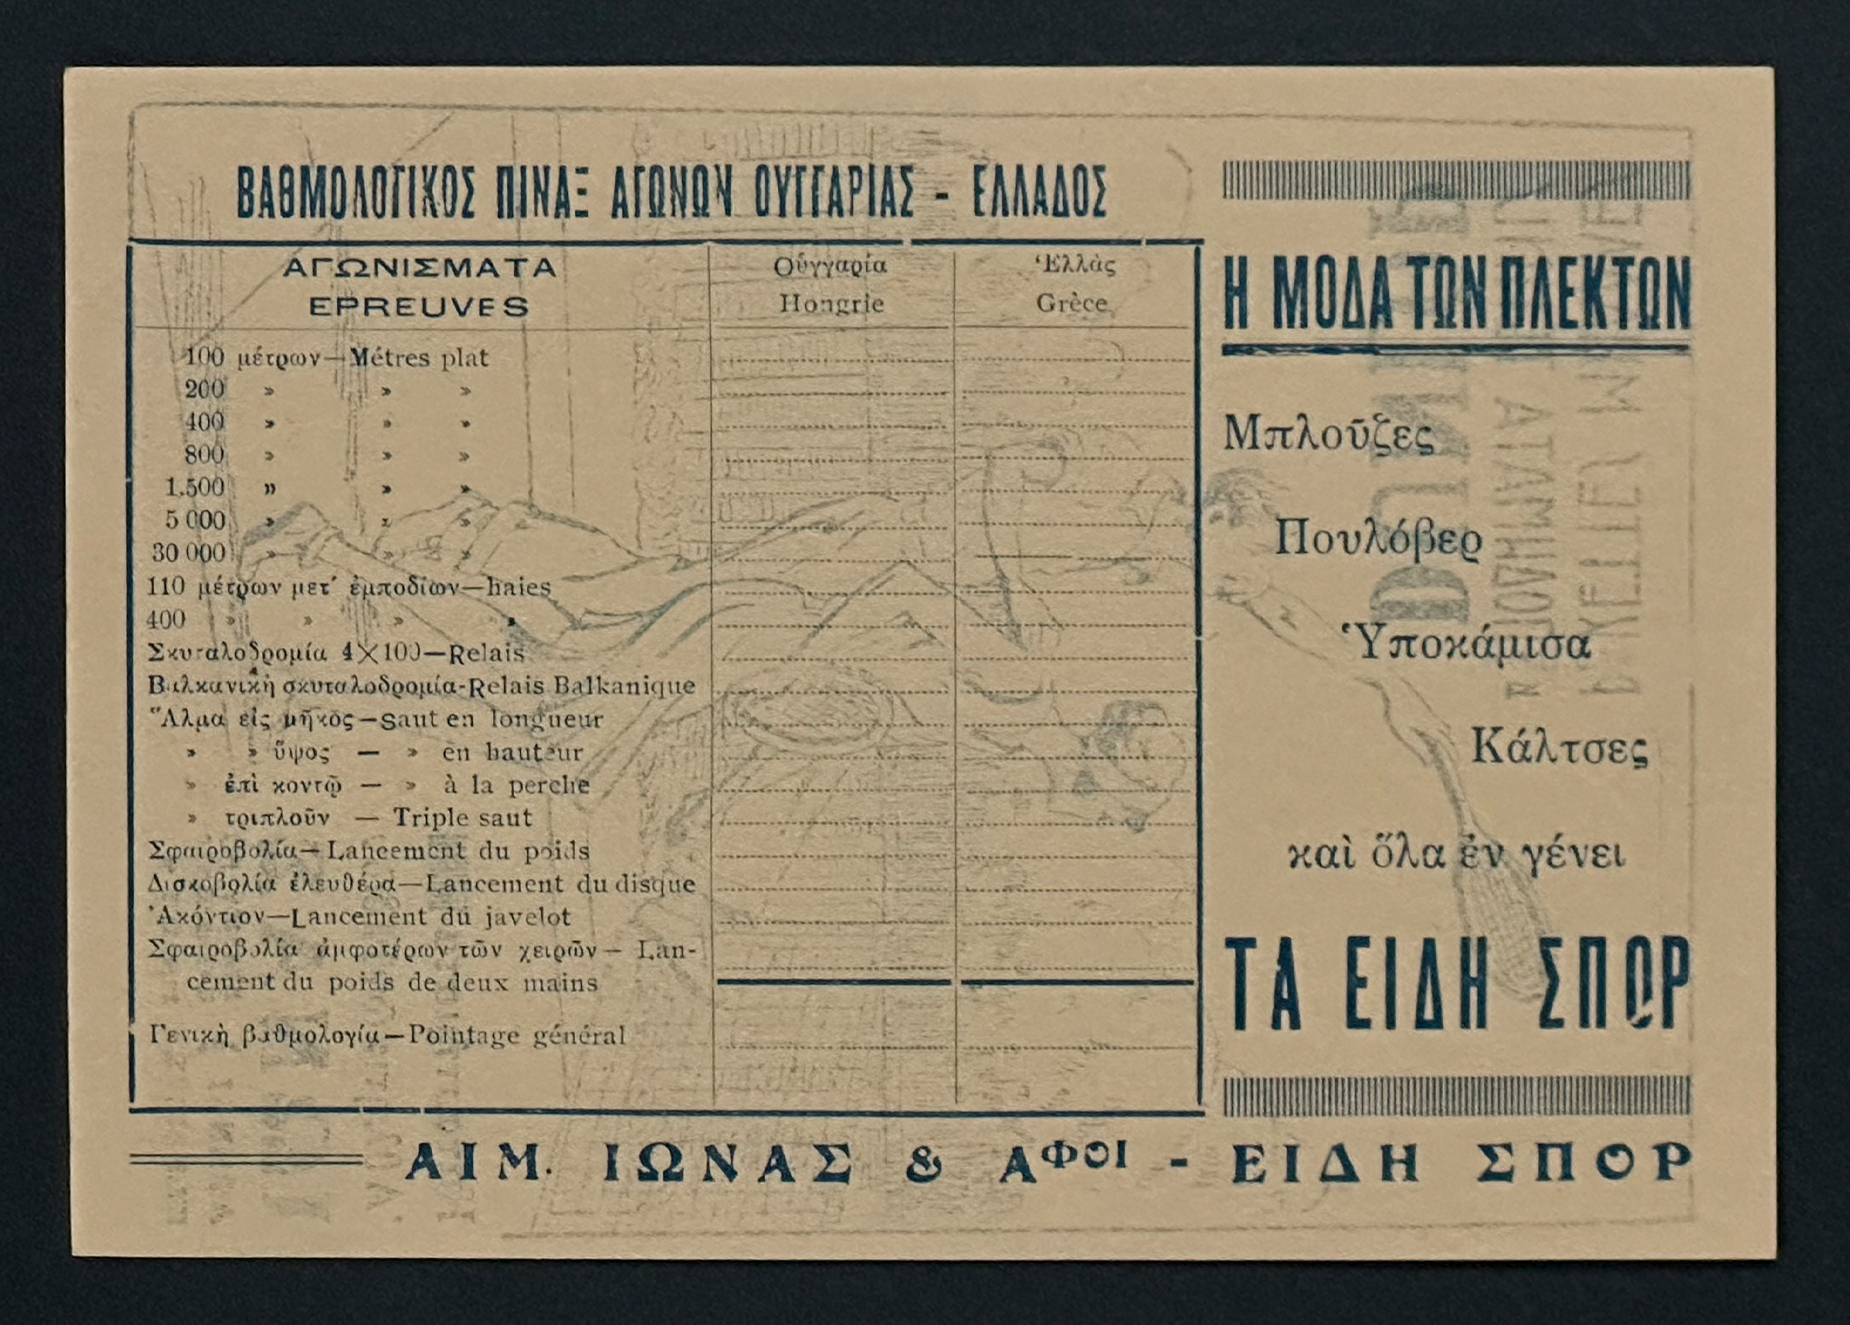 ΒΑΘΜΟΛΟΓΙΚΟΣ ΠΙΝΑΞ ΑΓΩΝΩΝ ΟΥΓΓΑΡΙΑΣ - ΕΛΛΑΔΟΣ
ΑΓΩΝΙΣΜΑΤΑ
EPREUVES
Οὑγγαρία
Hongrie
Ἑλλὰς
Grèce
100 μέτρων—Métres plat
200 » » »
400 » » »
800 » » »
1.500 » » »
5 000 » » »
30 000 » » »
110 μέτρων μετ' ἐμποδίων—haies
400 » » » »
Σκυταλοδρομία 4×100—Relais
Βαλκανικὴ σκυταλοδρομία-Relais Balkanique
Ἅλμα εἰς μῆκος—Saut en longueur
» » ὕψος — » en hauteur
» ἐπὶ κοντῷ — » à la perche
» τριπλοῦν — Triple saut
Σφαιροβολία—Lancement du poids
Δισκοβολία ἐλευθέρα—Lancement du disque
Ἀκόντιον—Lancement du javelot
Σφαιροβολία ἀμφοτέρων τῶν χειρῶν— Lan-
cement du poids de deux mains
Γενικὴ βαθμολογία—Pointage général
Η ΜΟΔΑ ΤΩΝ ΠΛΕΚΤΩΝ
Μπλοῦζες
Πουλόβερ
Ὑποκάμισα
Κάλτσες
καὶ ὅλα ἐν γένει
ΤΑ ΕΙΔΗ ΣΠΟΡ
ΑΙΜ. ΙΩΝΑΣ & ΑΦΟΙ - ΕΙΔΗ ΣΠΟΡ